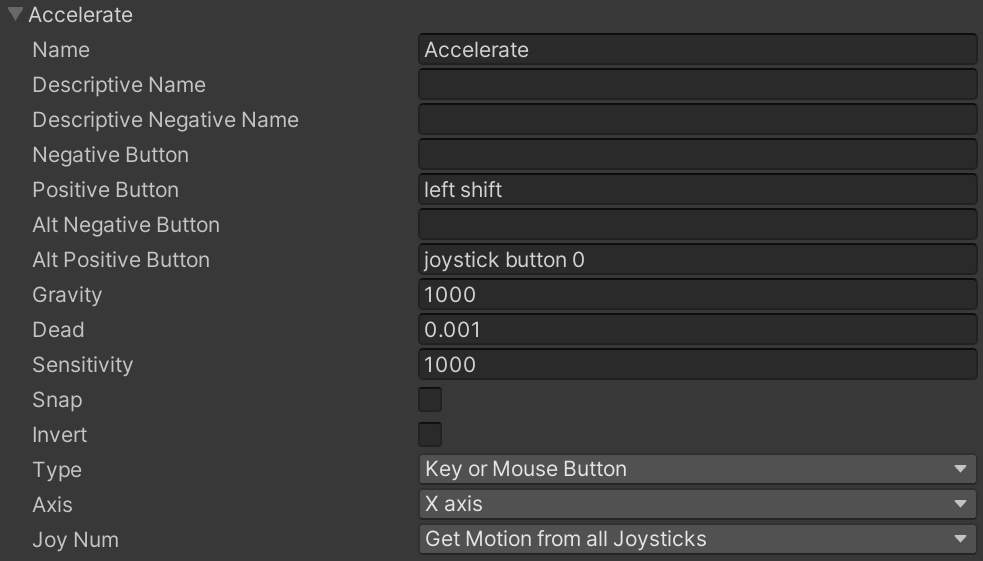 Accelerate
Name Accelerate
Descriptive Name
Descriptive Negative Name
Negative Button
Positive Button left shift
Alt Negative Button
Alt Positive Button joystick button 0
Gravity 1000
Dead 0.001
Sensitivity 1000
Snap
Invert
Type Key or Mouse Button
Axis X axis
Joy Num Get Motion from all Joysticks